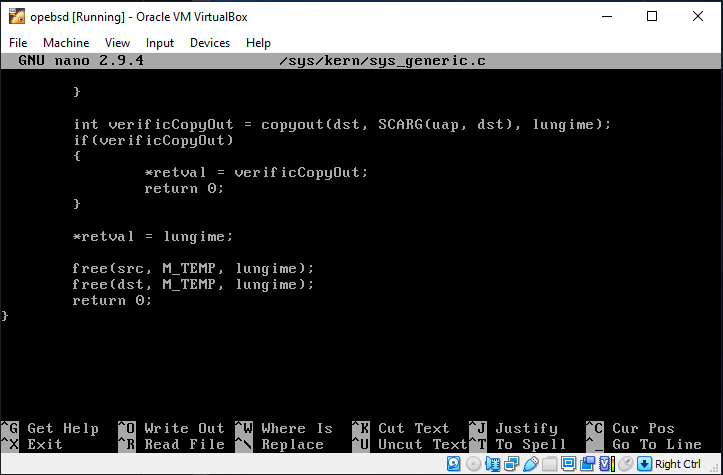 opebsd [Running] - Oracle VM VirtualBox
File Machine View Input Devices Help
GNU nano 2.9.4 /sys/kern/sys_generic.c
}
int verificCopyOut = copyout(dst, SCARG(uap, dst), lungime);
if(verificCopyOut)
{
*retval = verificCopyOut;
return 0;
}
*retval = lungime;
free(src, M_TEMP, lungime);
free(dst, M_TEMP, lungime);
return 0;
}
^G Get Help ^O Write Out ^W Where Is ^K Cut Text ^J Justify ^C Cur Pos
^X Exit ^R Read File ^\ Replace ^U Uncut Text ^T To Spell ^_ Go To Line
Right Ctrl